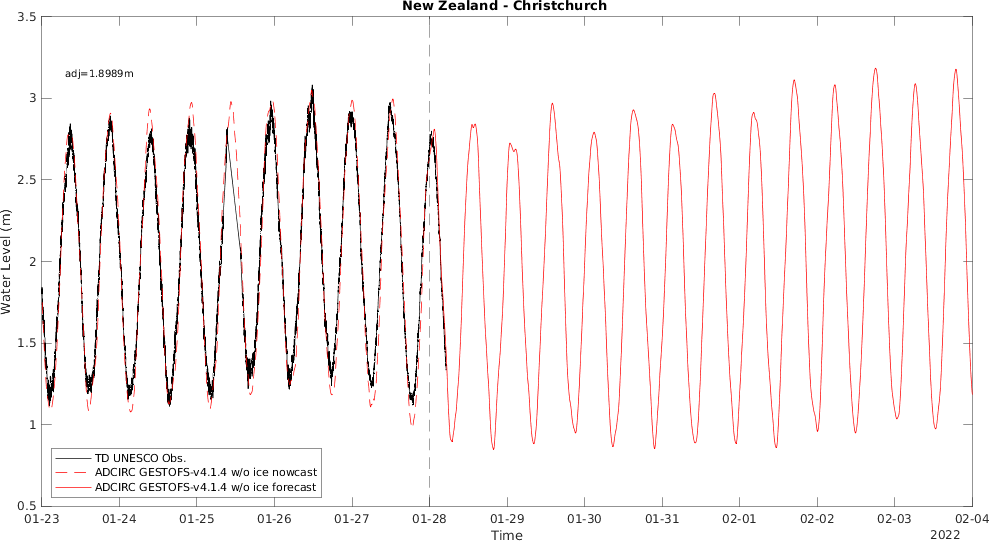 New Zealand - Christchurch
3.5
3
2.5
2
1.5
1
0.5
Water Level (m)
adj=1.8989m
TD UNESCO Obs.
ADCIRC GESTOFS-v4.1.4 w/o ice nowcast
ADCIRC GESTOFS-v4.1.4 w/o ice forecast
01-23 01-24 01-25 01-26 01-27 01-28 01-29 01-30 01-31 02-01 02-02 02-03 02-04
Time
2022